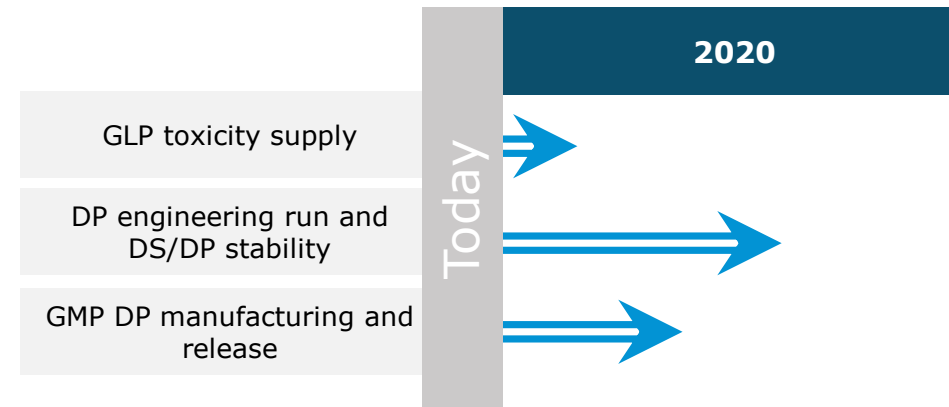 2020
Today
GLP toxicity supply
DP engineering run and
DS/DP stability
GMP DP manufacturing and
release